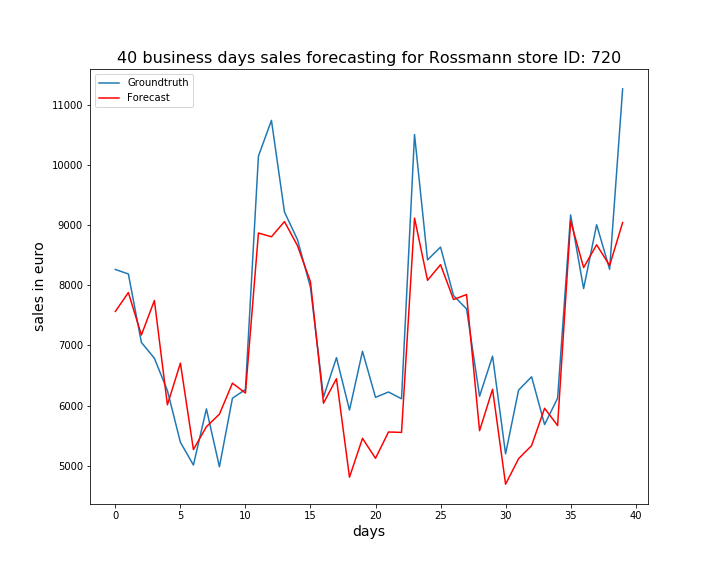 40 business days sales forecasting for Rossmann store ID: 720
Groundtruth
Forecast
11000
10000
9000
8000
7000
6000
5000
sales in euro
0 5 10 15 20 25 30 35 40
days